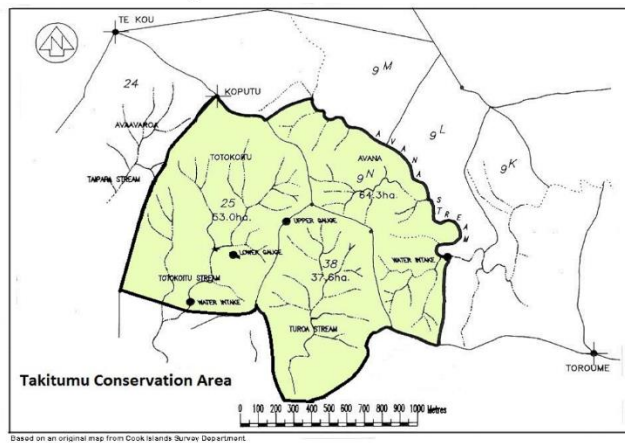 TE KOU
N
24
KOPUTU
9M
AVAAVAROA
TAIPARA STREAM
TOTOKOITU
AVANA
AVANA STREAM
9L
9K
9N
64.3ha.
25
53.0ha.
UPPER GAUGE
LOWER GAUGE
38
37.6ha.
WATER INTAKE
TOTOKOITU STREAM
WATER INTAKE
TUROA STREAM
TOROUME
Takitumu Conservation Area
0 100 200 300 400 500 600 700 800 900 1000 Metres
Based on an original map from Cook Islands Survey Department